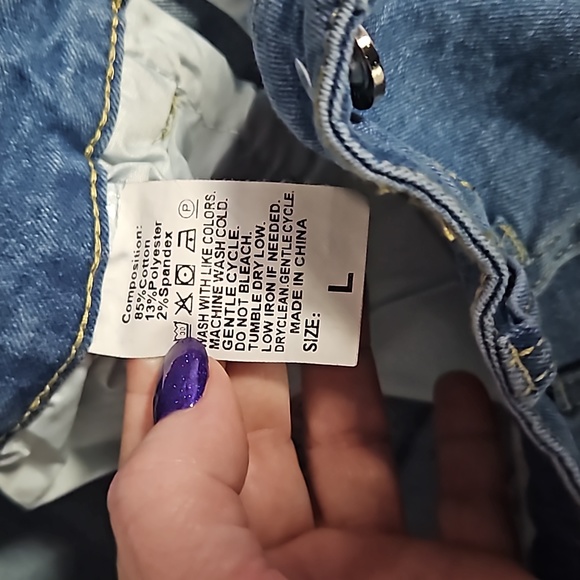 Composition:
85%Cotton
13%Polyester
2%Spandex
P
WASH WITH LIKE COLORS.
MACHINE WASH COLD.
GENTLE CYCLE.
DO NOT BLEACH.
TUMBLE DRY LOW.
LOW IRON IF NEEDED.
DRYCLEAN.GENTLE CYCLE.
MADE IN CHINA
SIZE:: L